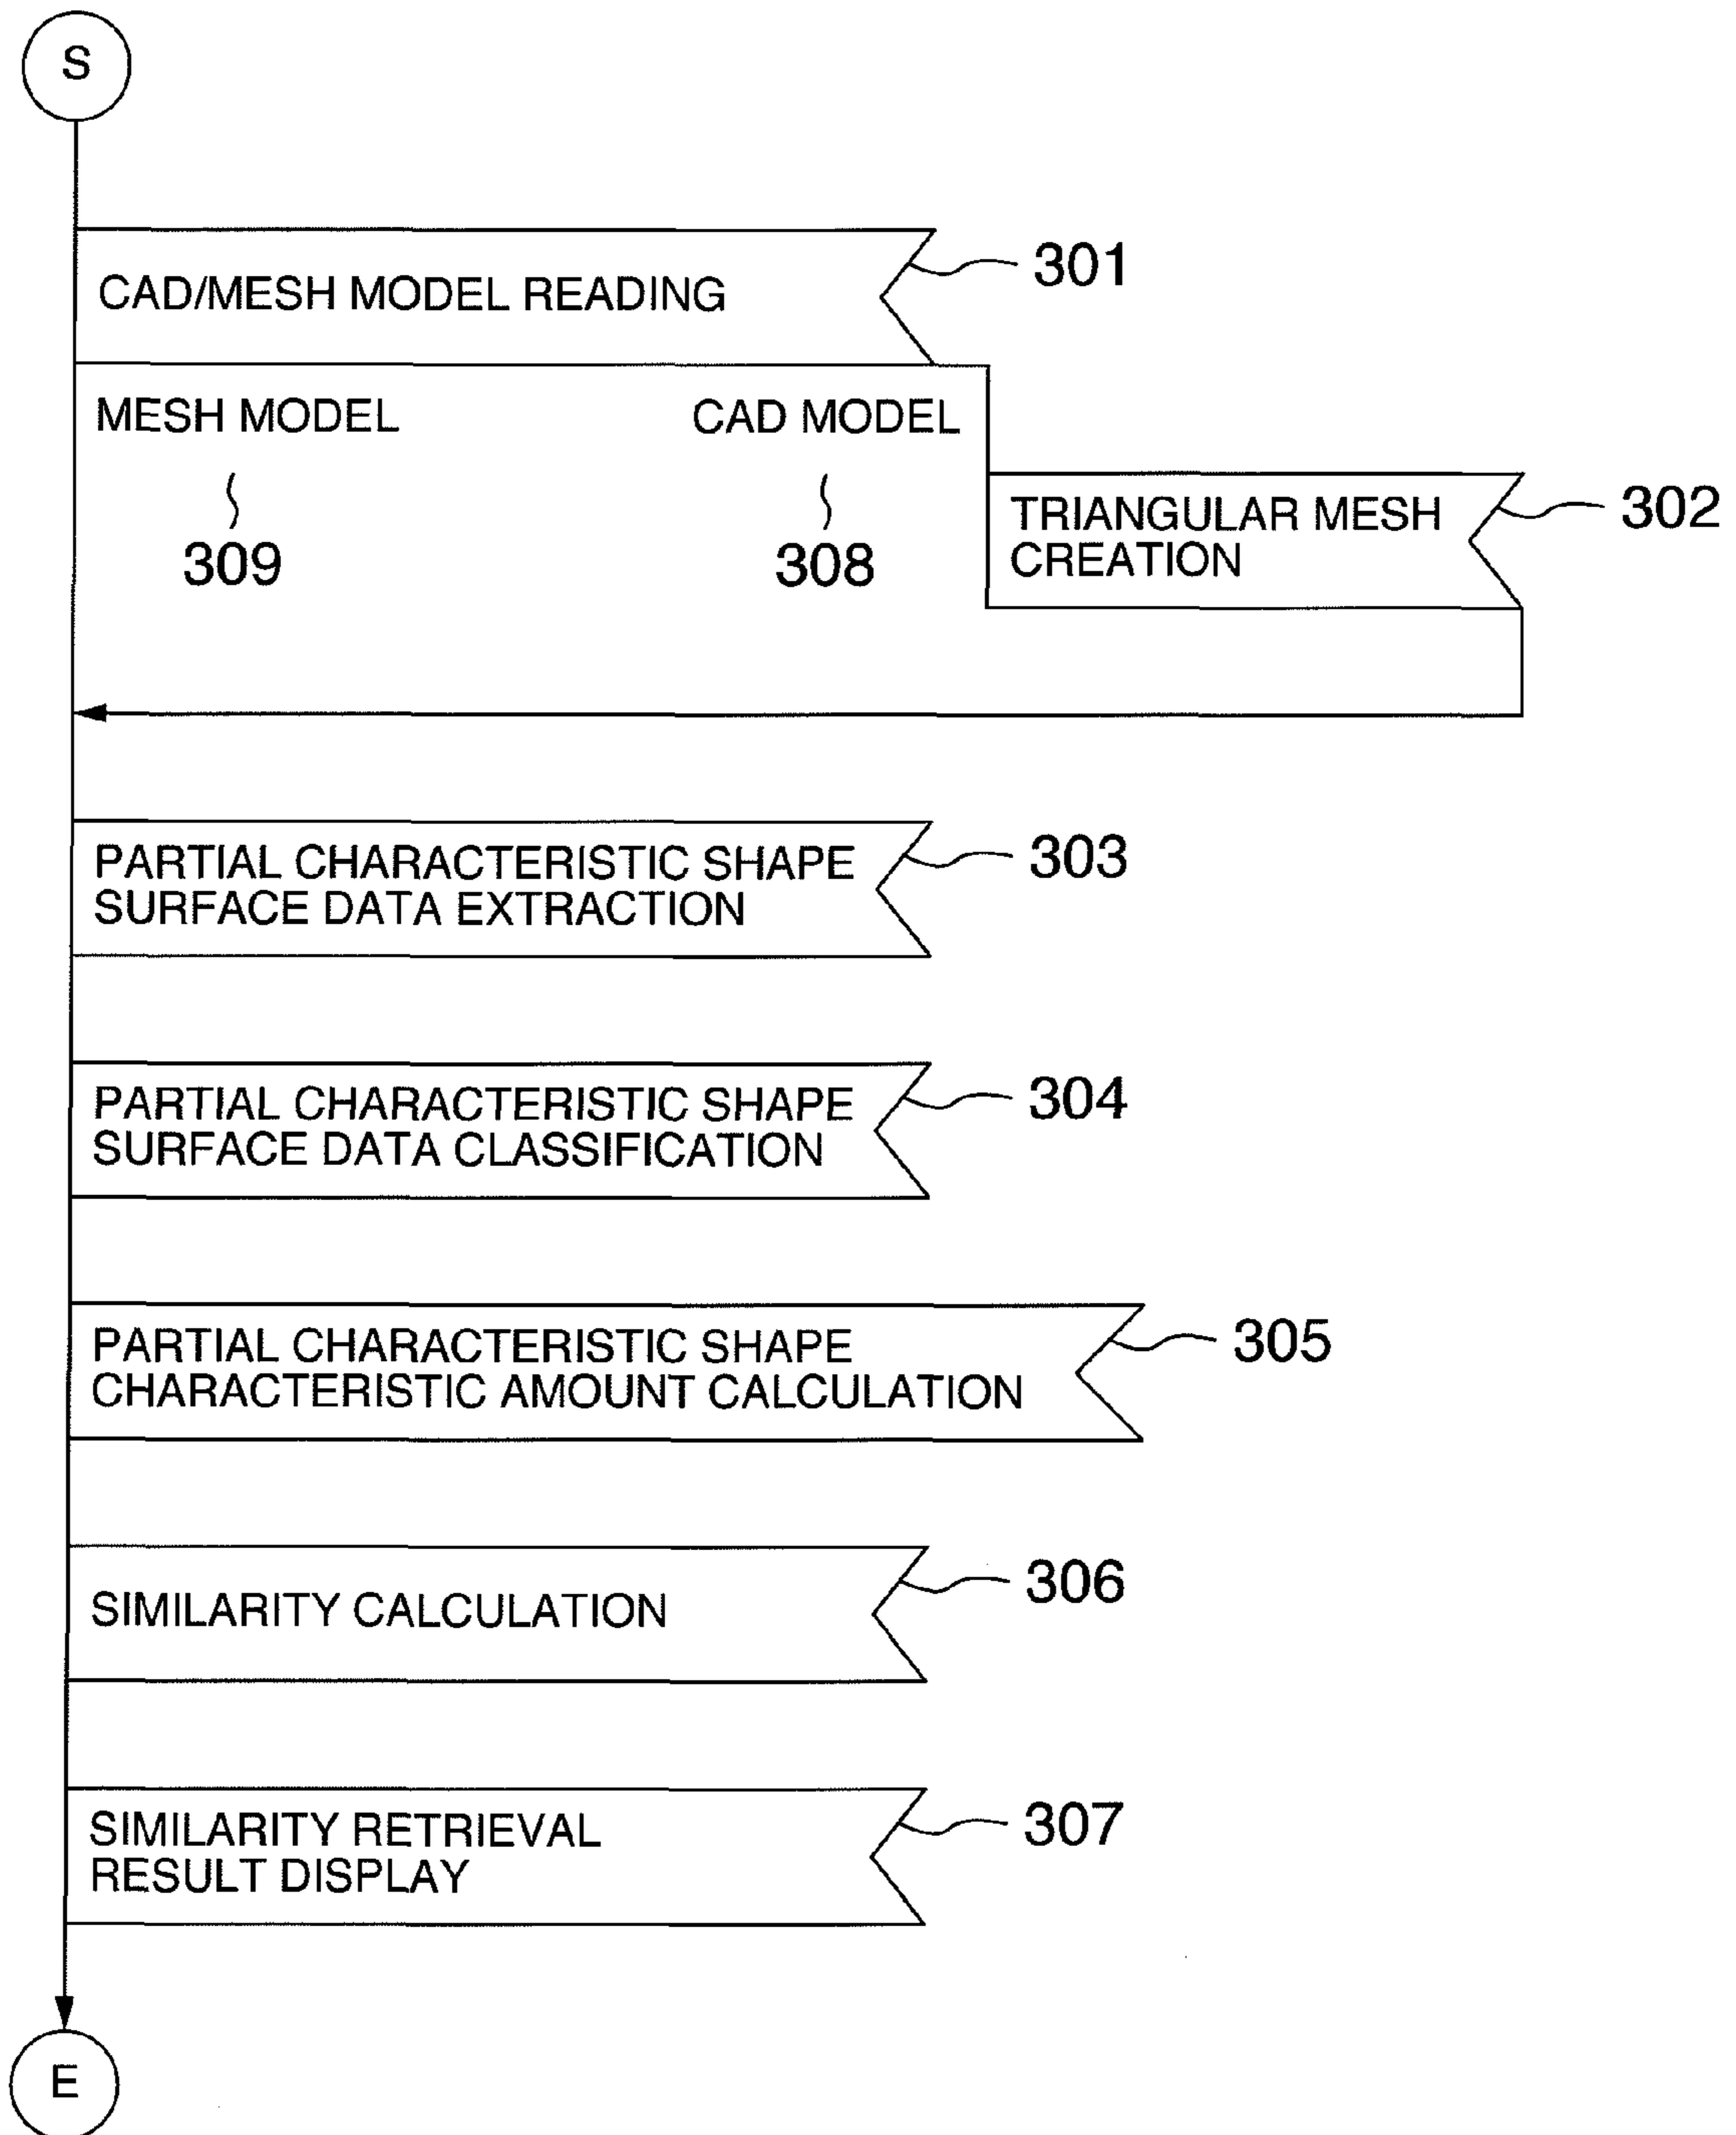 S
CAD/MESH MODEL READING
301
MESH MODEL
CAD MODEL
309
308
TRIANGULAR MESH
CREATION
302
PARTIAL CHARACTERISTIC SHAPE
SURFACE DATA EXTRACTION
303
PARTIAL CHARACTERISTIC SHAPE
SURFACE DATA CLASSIFICATION
304
PARTIAL CHARACTERISTIC SHAPE
CHARACTERISTIC AMOUNT CALCULATION
305
SIMILARITY CALCULATION
306
SIMILARITY RETRIEVAL
RESULT DISPLAY
307
E